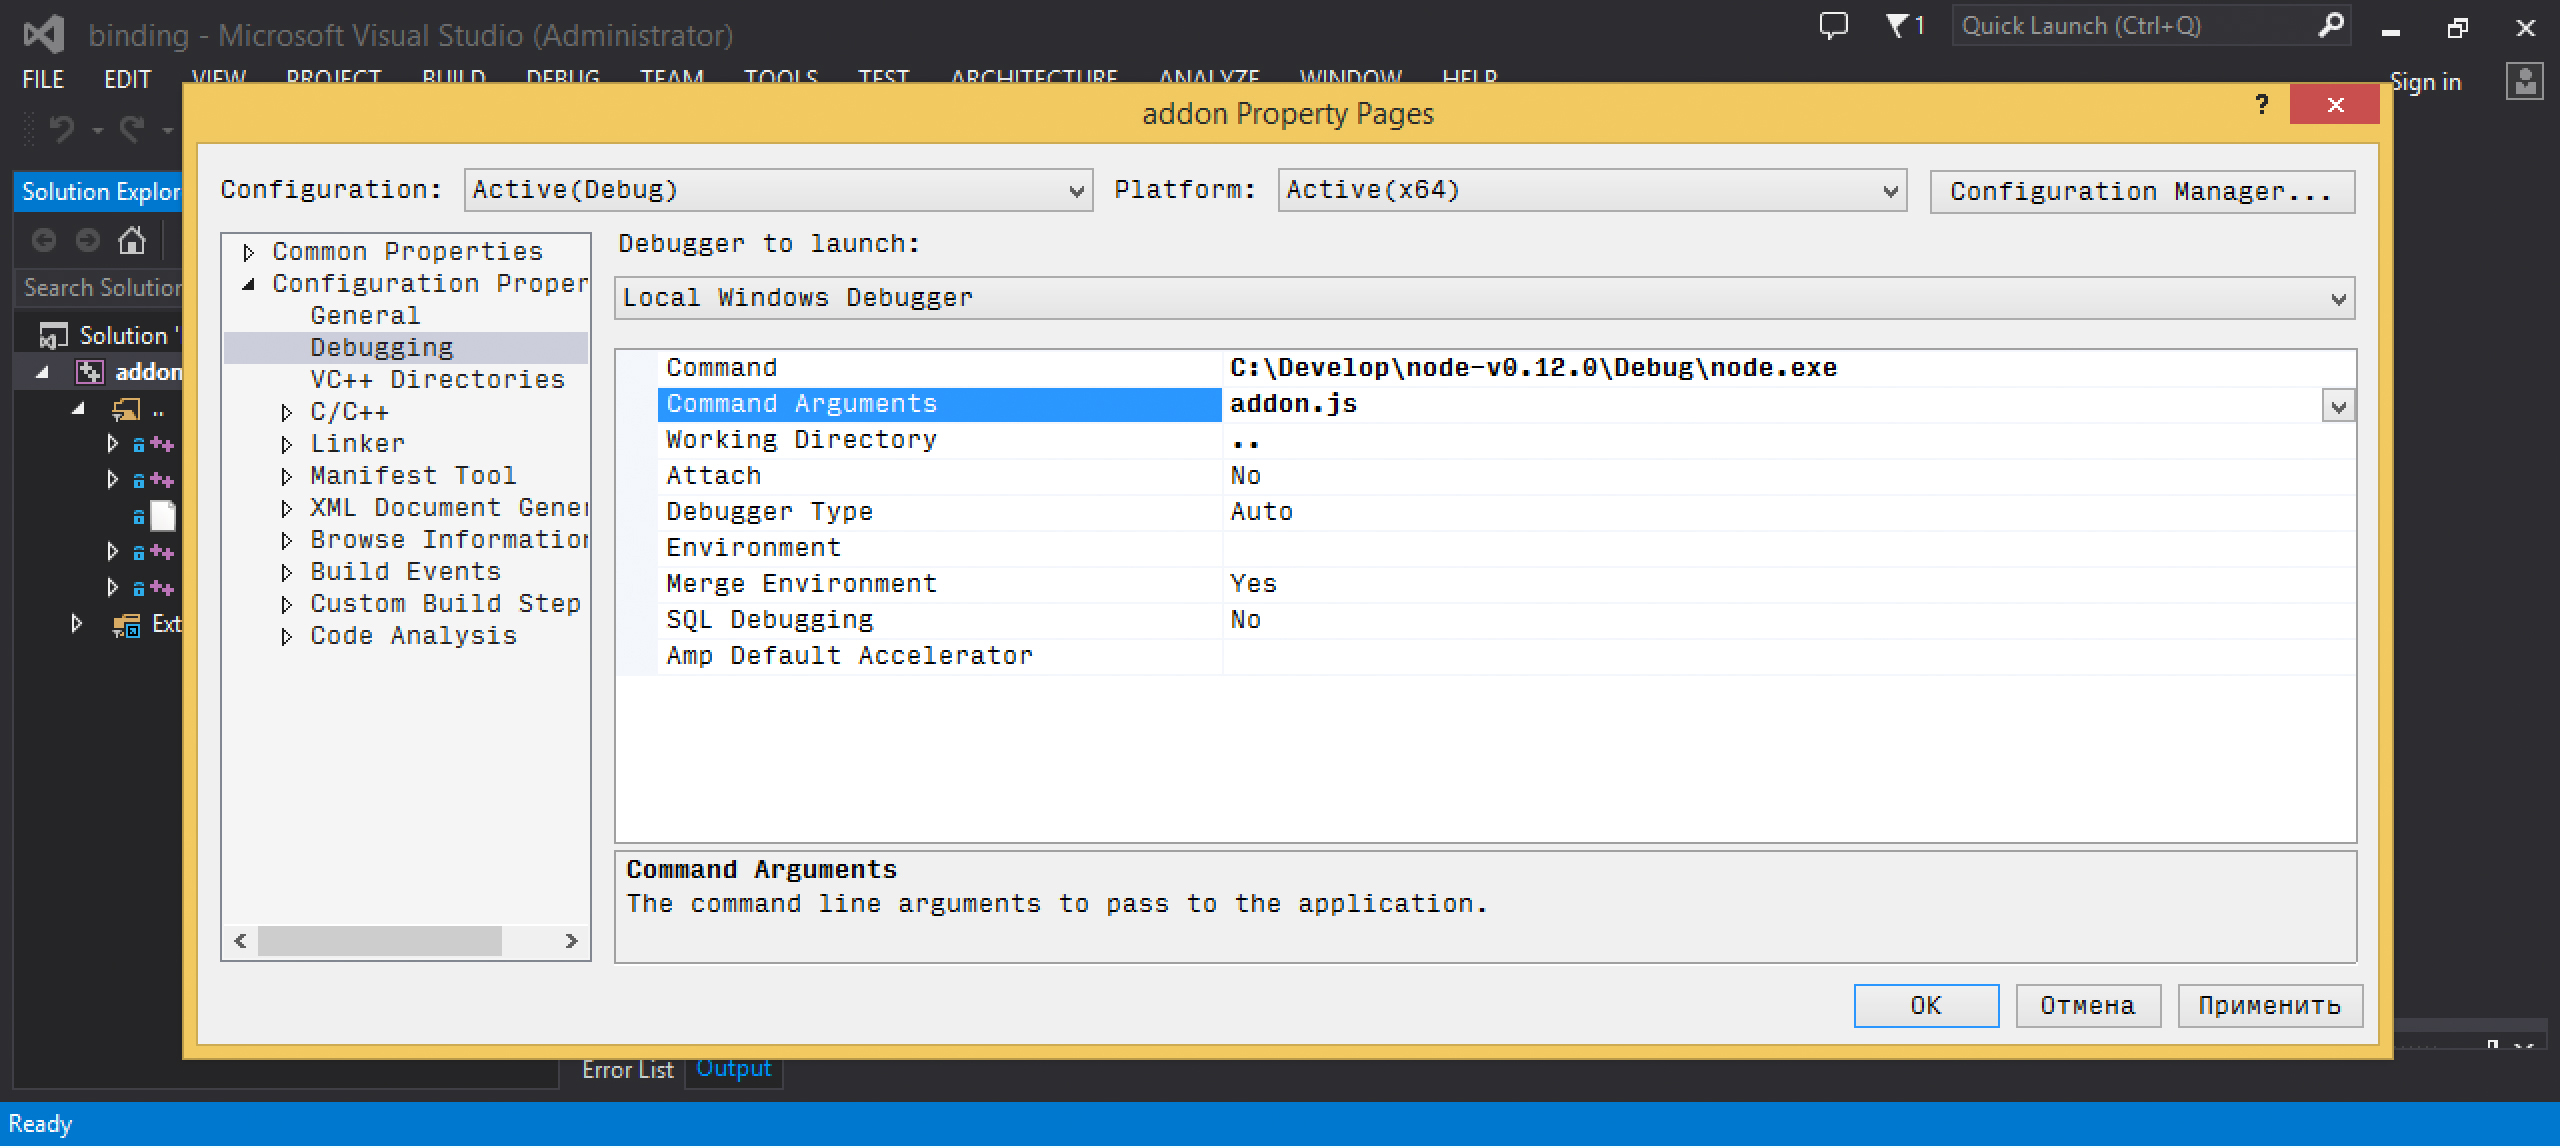 binding - Microsoft Visual Studio (Administrator)
1
Quick Launch (Ctrl+Q)
FILE EDIT VIEW PROJECT BUILD DEBUG TEAM TOOLS TEST ARCHITECTURE ANALYZE WINDOW HELP
Sign in
addon Property Pages
?
Solution Explor
Configuration: Active(Debug) Platform: Active(x64) Configuration Manager...
Search Solution
Solution '
addon
..
Ext
Common Properties
Configuration Proper
General
Debugging
VC++ Directories
C/C++
Linker
Manifest Tool
XML Document Gener
Browse Information
Build Events
Custom Build Step
Code Analysis
Debugger to launch:
Local Windows Debugger
Command C:\Develop\node-v0.12.0\Debug\node.exe
Command Arguments addon.js
Working Directory ..
Attach No
Debugger Type Auto
Environment
Merge Environment Yes
SQL Debugging No
Amp Default Accelerator
Command Arguments
The command line arguments to pass to the application.
OK Отмена Применить
Error List Output
Ready